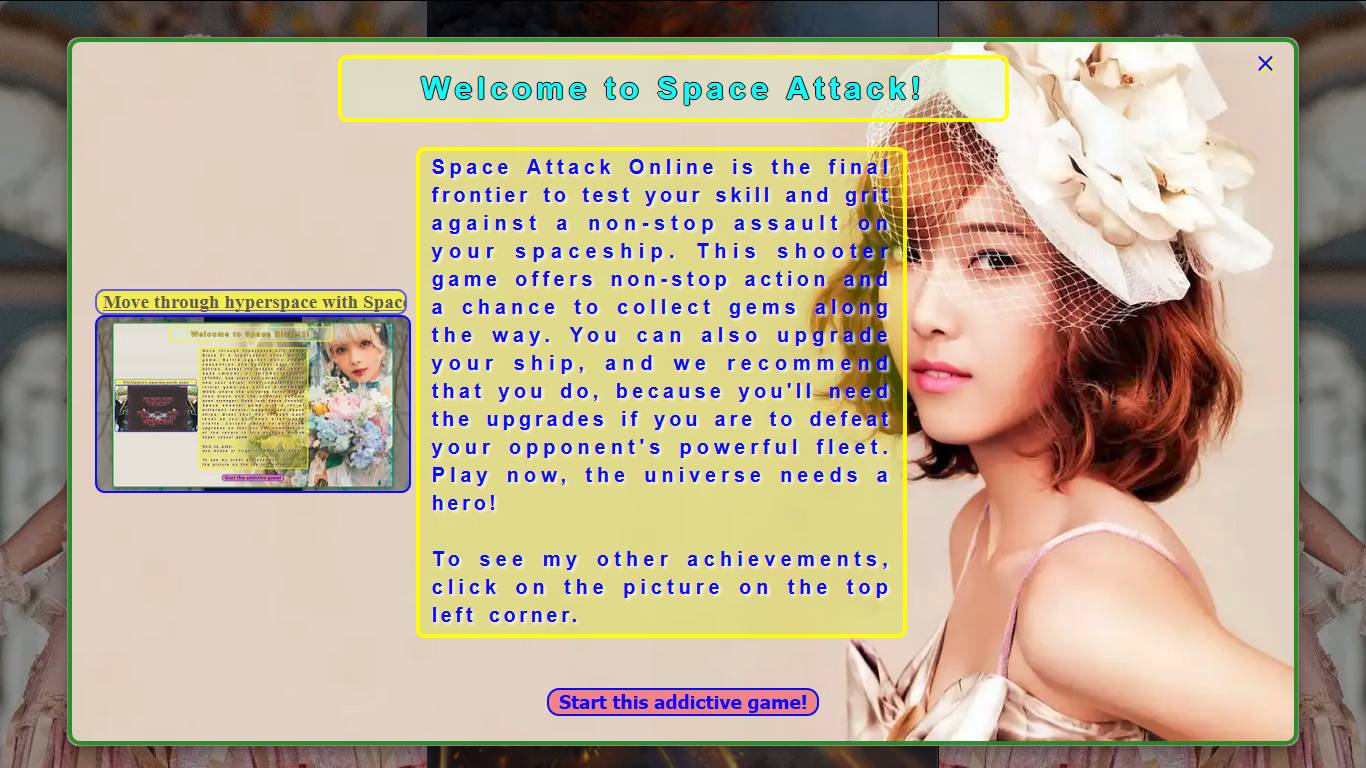 Welcome to Space Attack!
Space Attack Online is the final
frontier to test your skill and grit
against a non-stop assault on
your spaceship. This shooter
game offers non-stop action and
a chance to collect gems along
the way. You can also upgrade
your ship, and we recommend
that you do, because you'll need
the upgrades if you are to defeat
your opponent's powerful fleet.
Play now, the universe needs a
hero!
To see my other achievements,
click on the picture on the top
left corner.
Move through hyperspace with Spac
Start this addictive game!